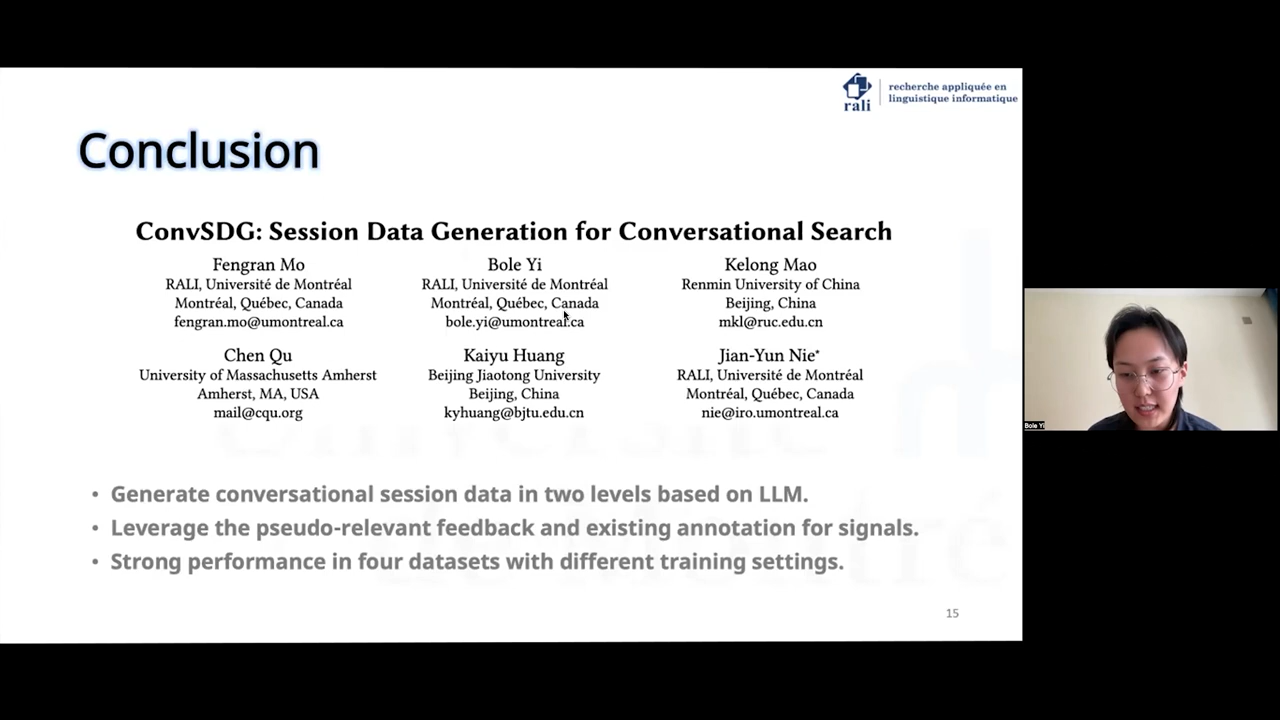 rali
recherche appliquée en
linguistique informatique
Conclusion
ConvSDG: Session Data Generation for Conversational Search
Fengran Mo
RALI, Université de Montréal
Montréal, Québec, Canada
fengran.mo@umontreal.ca
Bole Yi
RALI, Université de Montréal
Montréal, Québec, Canada
bole.yi@umontreal.ca
Kelong Mao
Renmin University of China
Beijing, China
mkl@ruc.edu.cn
Chen Qu
University of Massachusetts Amherst
Amherst, MA, USA
mail@cqu.org
Kaiyu Huang
Beijing Jiaotong University
Beijing, China
kyhuang@bjtu.edu.cn
Jian-Yun Nie*
RALI, Université de Montréal
Montréal, Québec, Canada
nie@iro.umontreal.ca
• Generate conversational session data in two levels based on LLM.
• Leverage the pseudo-relevant feedback and existing annotation for signals.
• Strong performance in four datasets with different training settings.
15
Bole Yi